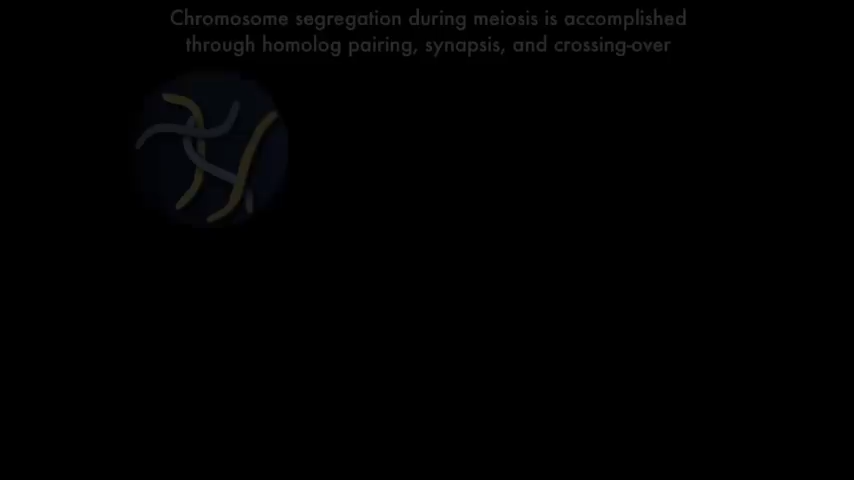 Chromosome segregation during meiosis is accomplished
through homolog pairing, synapsis, and crossing-over